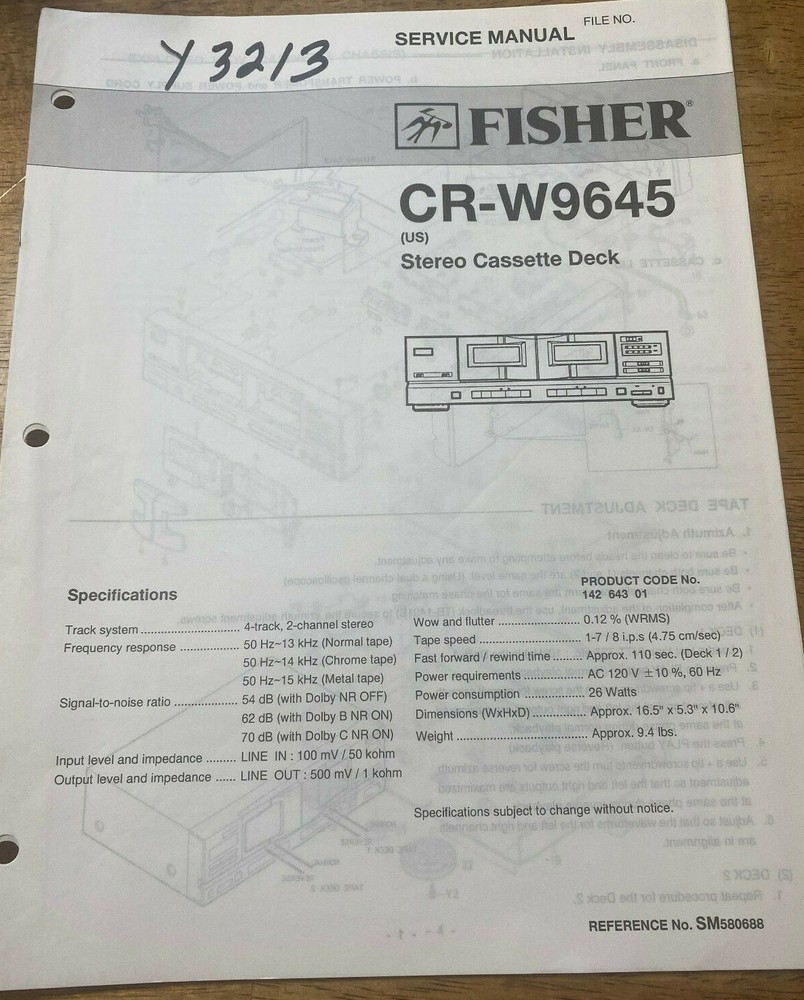 FILE NO.
SERVICE MANUAL
Y3213
FISHER®
CR-W9645
(US)
Stereo Cassette Deck
Specifications
Track system .............................. 4-track, 2-channel stereo
Frequency response .................. 50 Hz~13 kHz (Normal tape)
50 Hz~14 kHz (Chrome tape)
50 Hz~15 kHz (Metal tape)
Signal-to-noise ratio ................... 54 dB (with Dolby NR OFF)
62 dB (with Dolby B NR ON)
70 dB (with Dolby C NR ON)
Input level and impedance ......... LINE IN : 100 mV / 50 kohm
Output level and impedance ...... LINE OUT : 500 mV / 1 kohm
PRODUCT CODE No.
142 643 01
Wow and flutter ......................... 0.12 % (WRMS)
Tape speed ............................... 1-7 / 8 i.p.s (4.75 cm/sec)
Fast forward / rewind time ......... Approx. 110 sec. (Deck 1 / 2)
Power requirements .................. AC 120 V ±10 %, 60 Hz
Power consumption ................... 26 Watts
Dimensions (WxHxD) ................ Approx. 16.5" x 5.3" x 10.6"
Weight ........................................ Approx. 9.4 lbs.
Specifications subject to change without notice.
REFERENCE No. SM580688